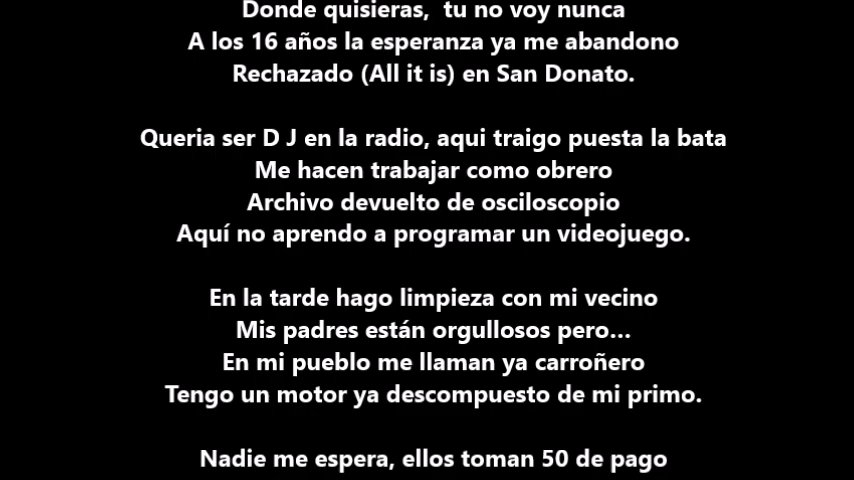 Donde quisieras,  tu no voy nunca
A los 16 años la esperanza ya me abandono
Rechazado (All it is) en San Donato.
Queria ser D J en la radio, aqui traigo puesta la bata
Me hacen trabajar como obrero
Archivo devuelto de osciloscopio
Aquí no aprendo a programar un videojuego.
En la tarde hago limpieza con mi vecino
Mis padres están orgullosos pero...
En mi pueblo me llaman ya carroñero
Tengo un motor ya descompuesto de mi primo.
Nadie me espera, ellos toman 50 de pago